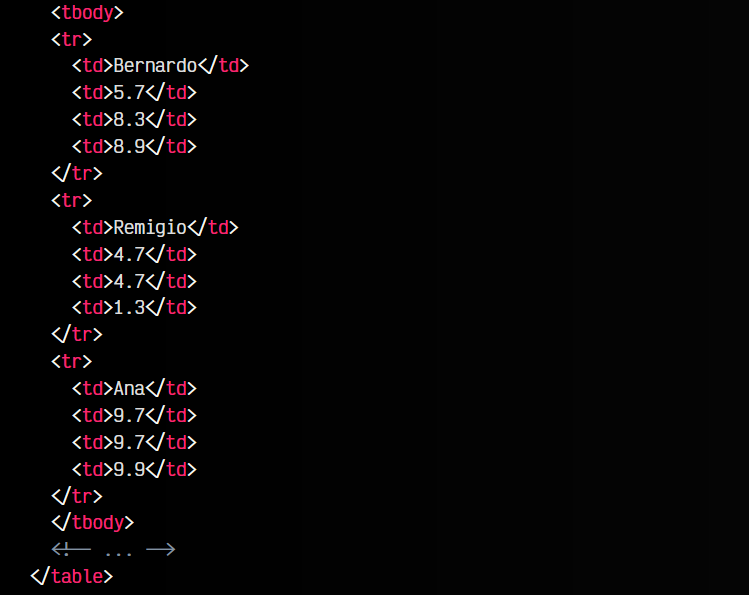 <tbody>
<tr>
<td>Bernardo</td>
<td>5.7</td>
<td>8.3</td>
<td>8.9</td>
</tr>
<tr>
<td>Remigio</td>
<td>4.7</td>
<td>4.7</td>
<td>1.3</td>
</tr>
<tr>
<td>Ana</td>
<td>9.7</td>
<td>9.7</td>
<td>9.9</td>
</tr>
</tbody>
<!-- ... -->
</table>